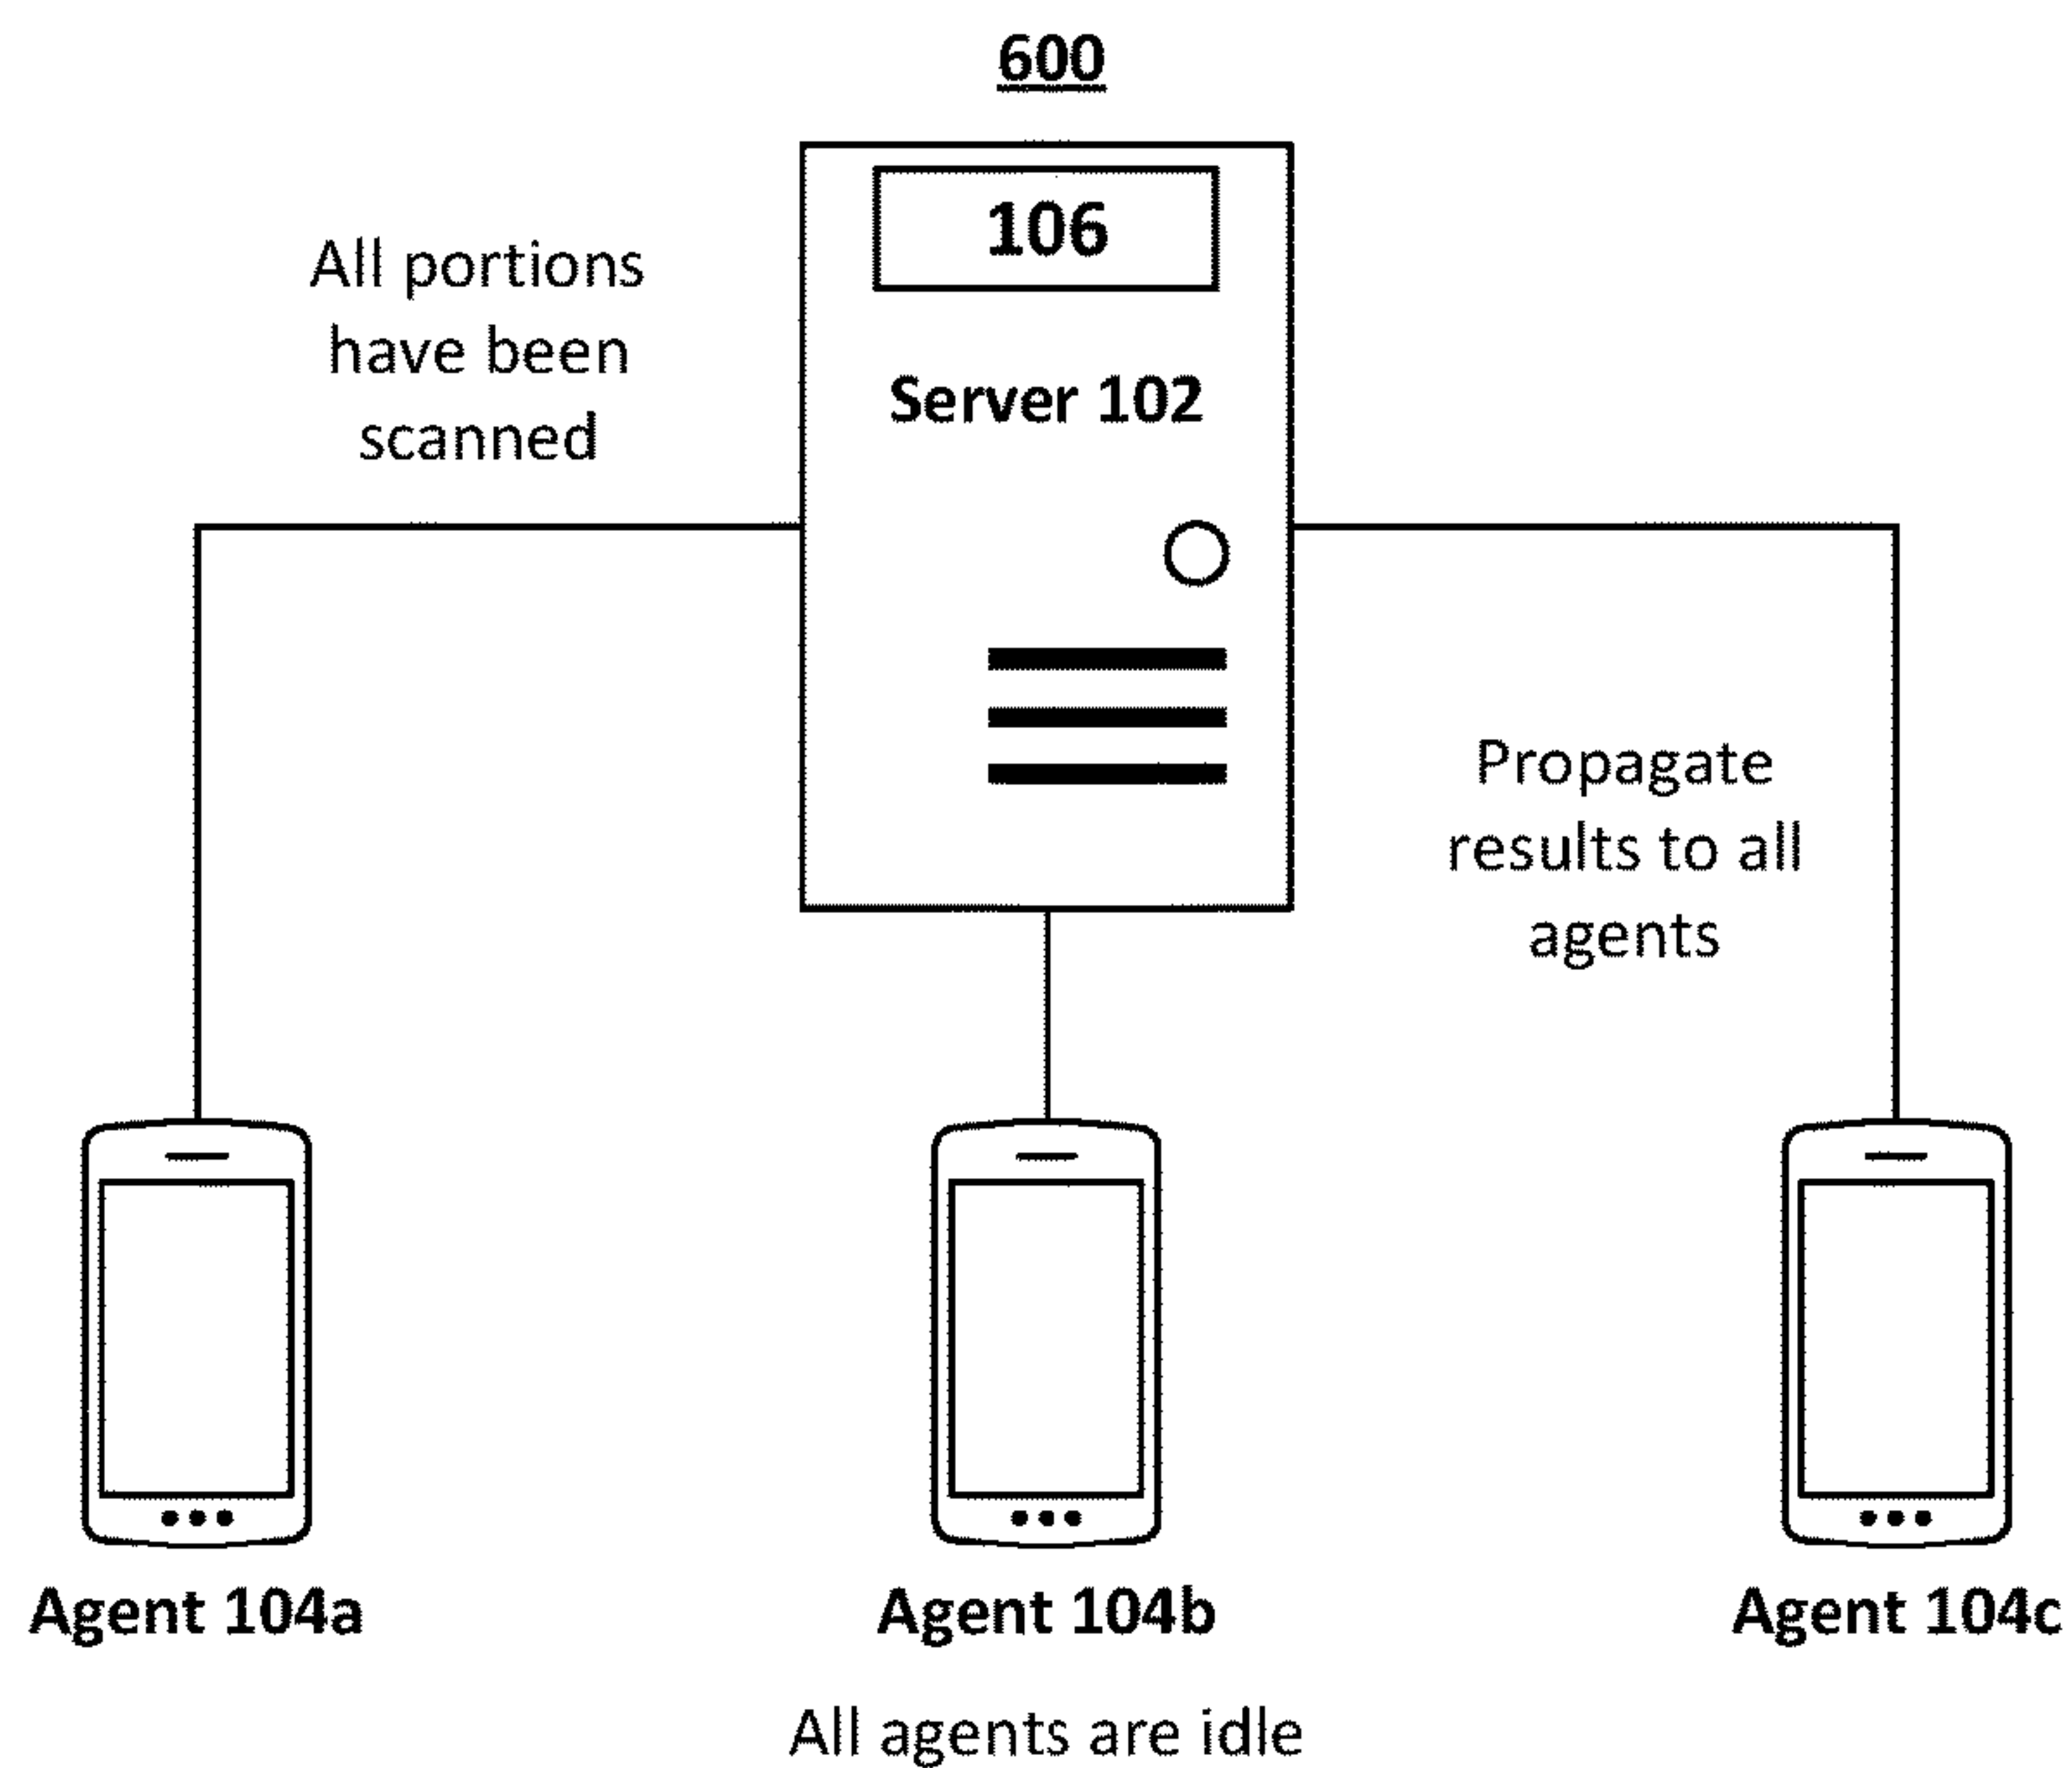 600
106
All portions
have been
scanned
Server 102
Propagate
results to all
agents
Agent 104a
Agent 104b
Agent 104c
All agents are idle